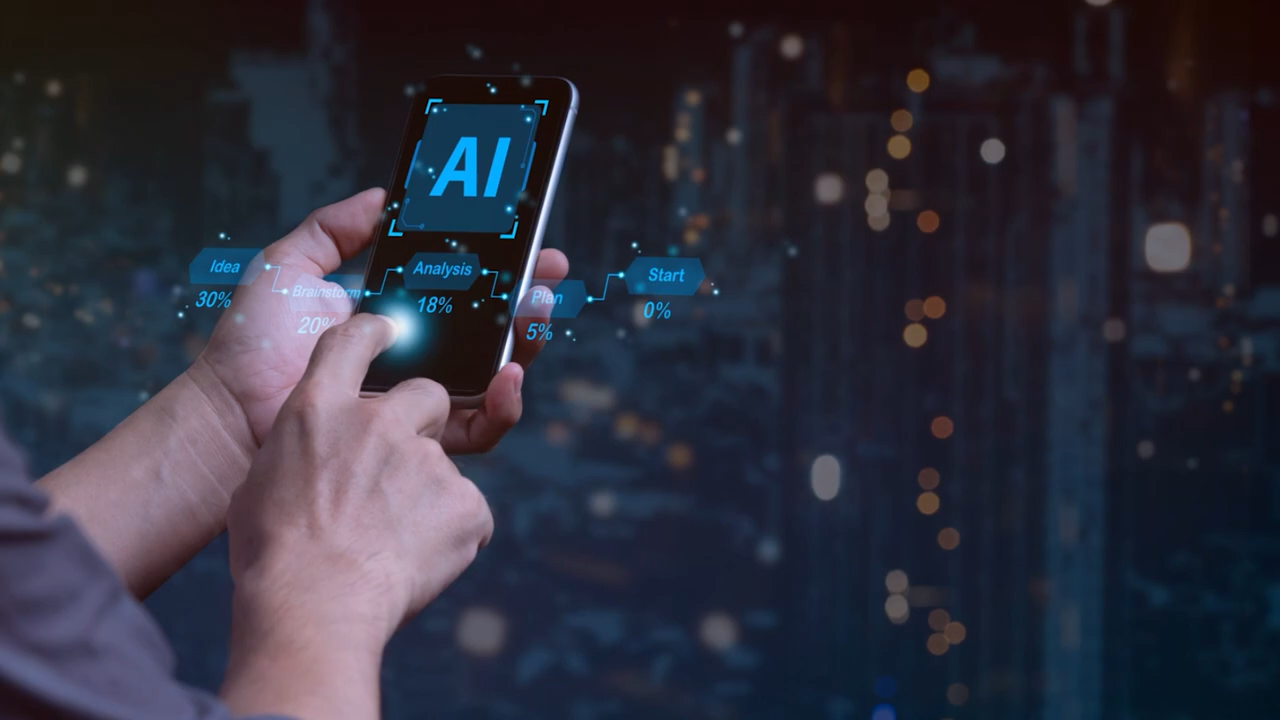 AI
Idea
30%
Brainstorm
20%
Analysis
18%
Plan
5%
Start
0%